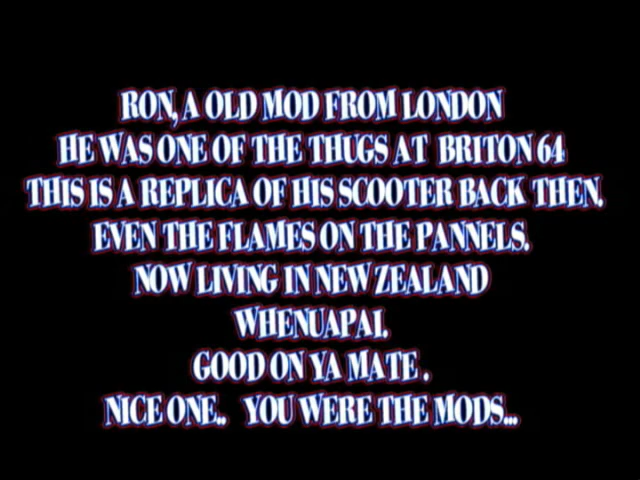 RON, A OLD MOD FROM LONDON
HE WAS ONE OF THE THUGS AT BRITON 64
THIS IS A REPLICA OF HIS SCOOTER BACK THEN.
EVEN THE FLAMES ON THE PANNELS.
NOW LIVING IN NEW ZEALAND
WHENUAPAI.
GOOD ON YA MATE .
NICE ONE.. YOU WERE THE MODS...